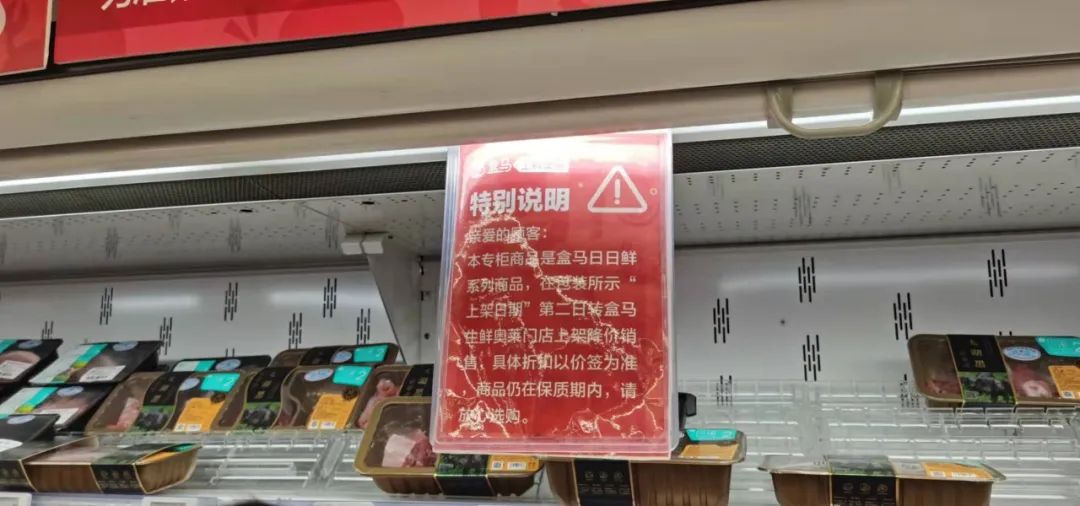 盒马
特别说明
亲爱的顾客：
本专柜商品是盒马日日鲜
系列商品，在包装所示“
上架日期”第二日转盒马
生鲜奥莱门店上架降价销
售，具体折扣以价签为准
，商品仍在保质期内，请
放心选购。